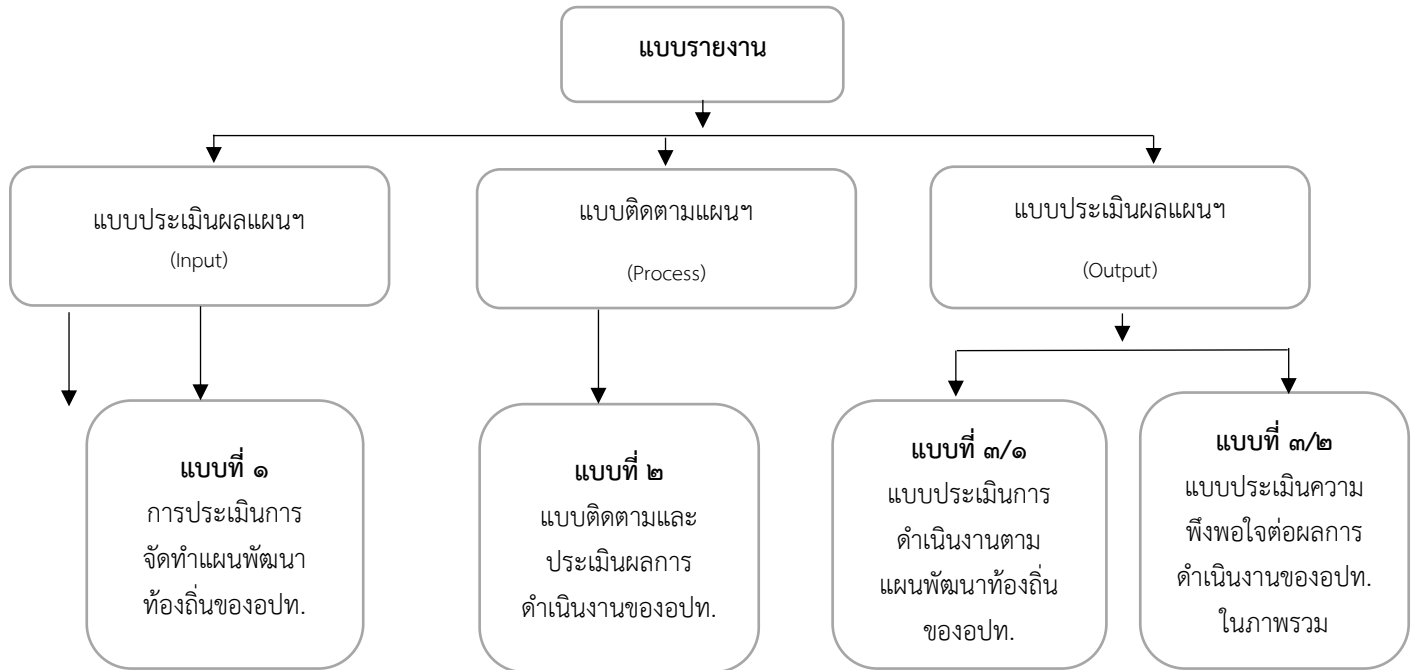 แบบรายงาน
แบบประเมินผลแผนฯ
(Input)
แบบติดตามแผนฯ
(Process)
แบบประเมินผลแผนฯ
(Output)
แบบที่ ๑
การประเมินการ
จัดทำแผนพัฒนา
ท้องถิ่นของอปท.
แบบที่ ๒
แบบติดตามและ
ประเมินผลการ
ดำเนินงานของอปท.
แบบที่ ๓/๑
แบบประเมินการ
ดำเนินงานตาม
แผนพัฒนาท้องถิ่น
ของอปท.
แบบที่ ๓/๒
แบบประเมินความ
พึงพอใจต่อผลการ
ดำเนินงานของอปท.
ในภาพรวม